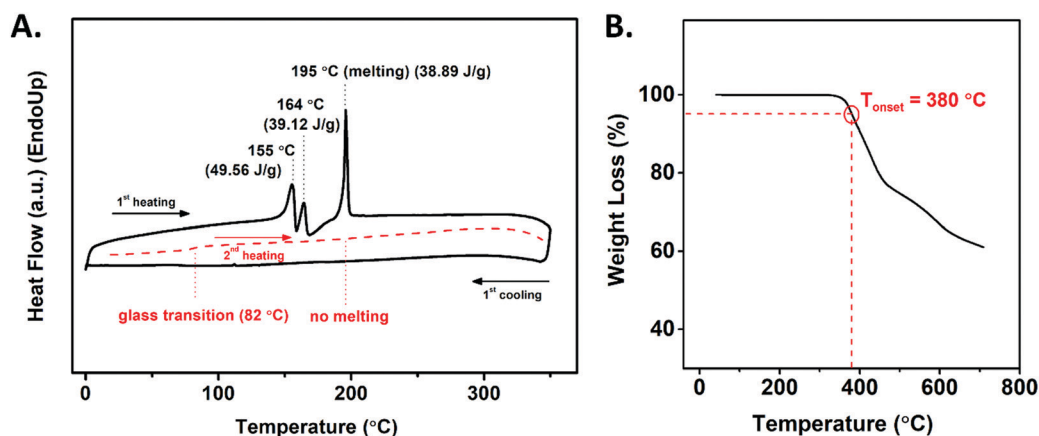 A.
Heat Flow (a.u.) (EndoUp)
195 °C (melting) (38.89 J/g)
164 °C
(39.12 J/g)
155 °C
(49.56 J/g)
1st heating
2nd heating
1st cooling
glass transition (82 °C)
no melting
0 100 200 300
Temperature (°C)
B.
Weight Loss (%)
100
80
60
40
Tonset = 380 °C
0 200 400 600 800
Temperature (°C)